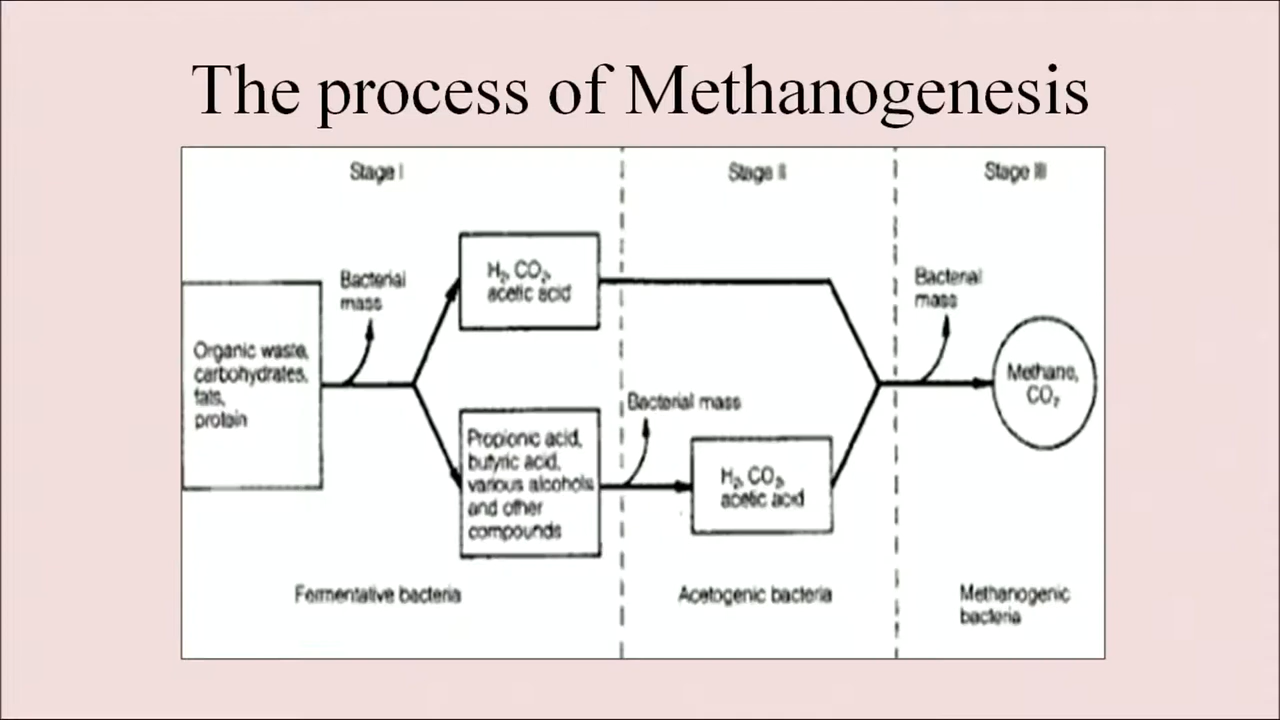 The process of Methanogenesis
Stage I
Stage II
Stage III
Organic waste,
carbohydrates,
fats,
protein
Bacterial
mass
H₂, CO₂,
acetic acid
Propionic acid,
butyric acid,
various alcohols
and other
compounds
Bacterial mass
H₂, CO₂,
acetic acid
Bacterial
mass
Methane,
CO₂
Fermentative bacteria
Acetogenic bacteria
Methanogenic
bacteria